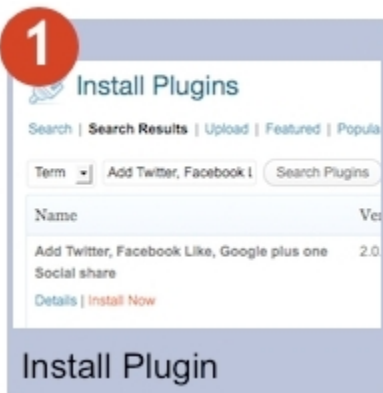 1
Install Plugins
Search | Search Results | Upload | Featured | Popula
Term Add Twitter, Facebook L Search Plugins
Name Ver
Add Twitter, Facebook Like, Google plus one 2.0.
Social share
Details | Install Now
Install Plugin